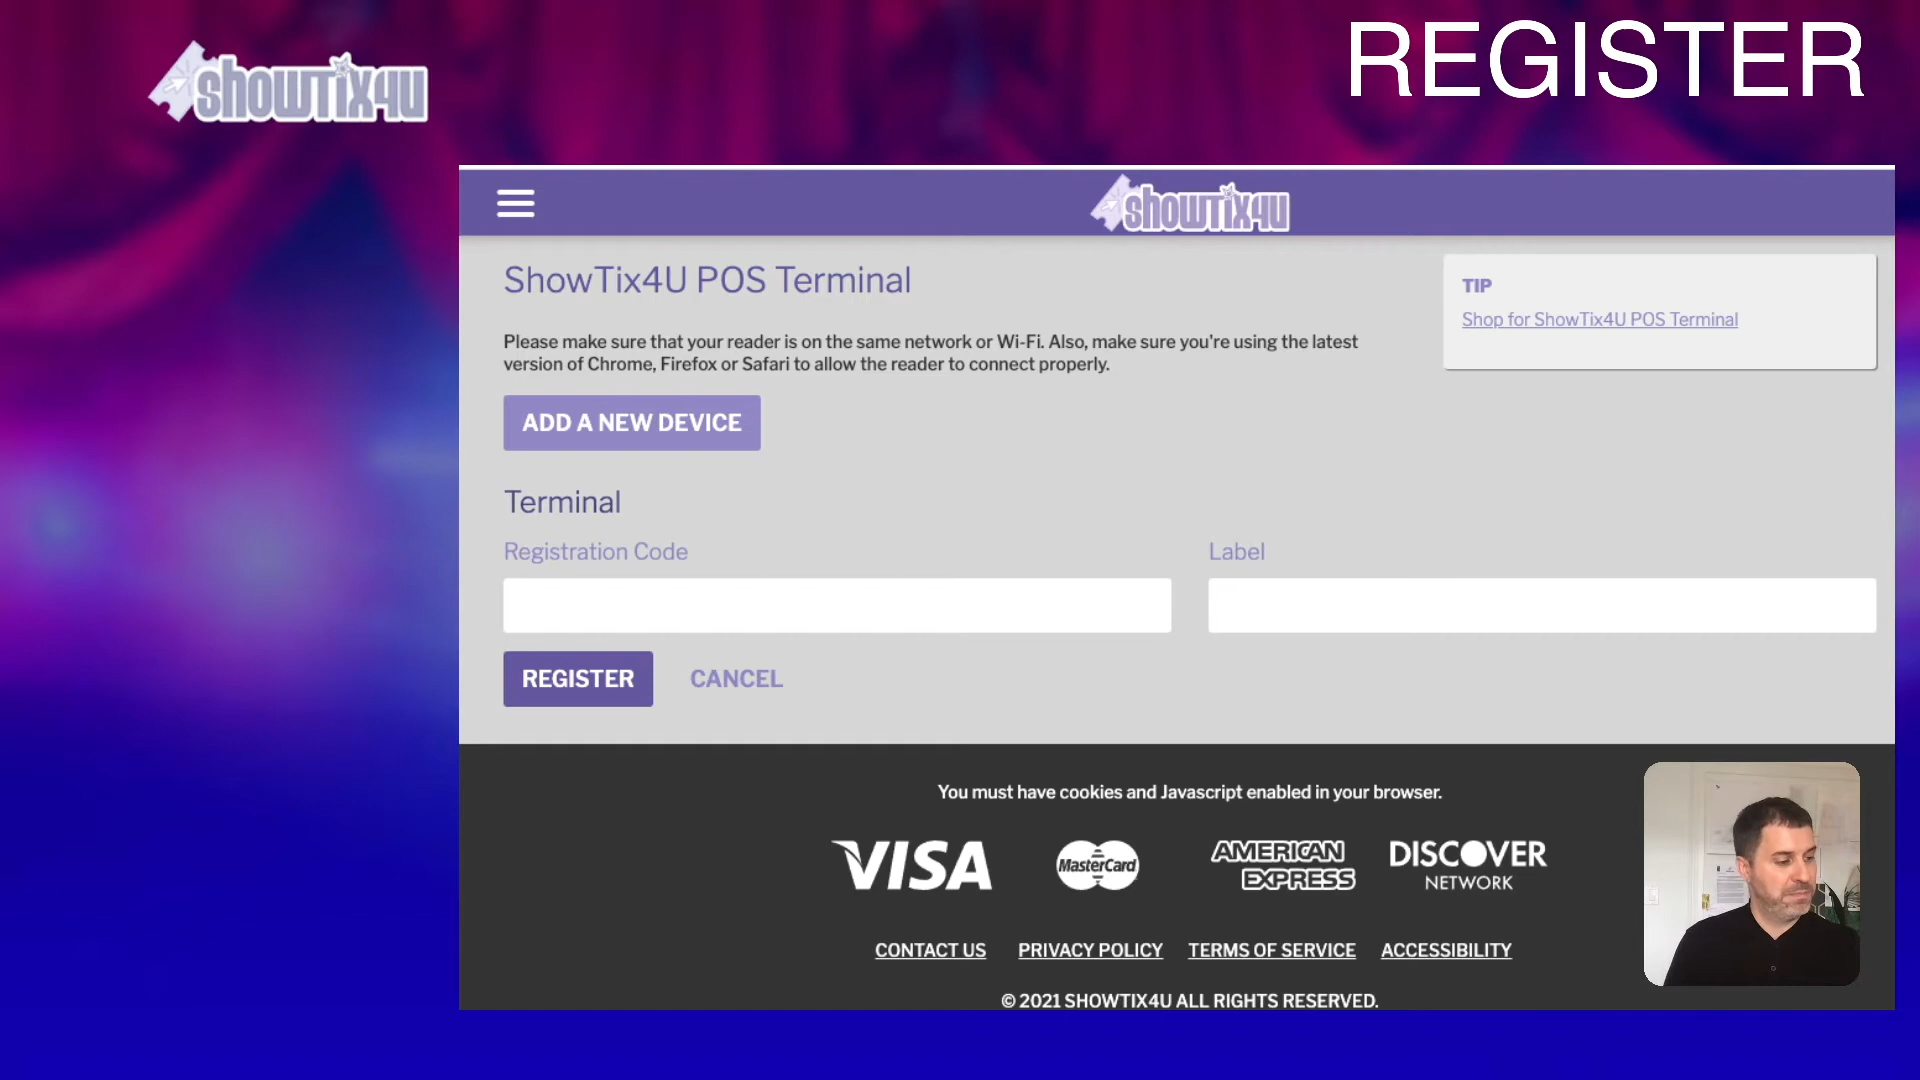 showTix4U
REGISTER
showTix4U
ShowTix4U POS Terminal
Please make sure that your reader is on the same network or Wi-Fi. Also, make sure you're using the latest
version of Chrome, Firefox or Safari to allow the reader to connect properly.
TIP
Shop for ShowTix4U POS Terminal
ADD A NEW DEVICE
Terminal
Registration Code
Label
REGISTER
CANCEL
You must have cookies and Javascript enabled in your browser.
VISA
MasterCard
AMERICAN
EXPRESS
DISCOVER
NETWORK
CONTACT US
PRIVACY POLICY
TERMS OF SERVICE
ACCESSIBILITY
© 2021 SHOWTIX4U ALL RIGHTS RESERVED.